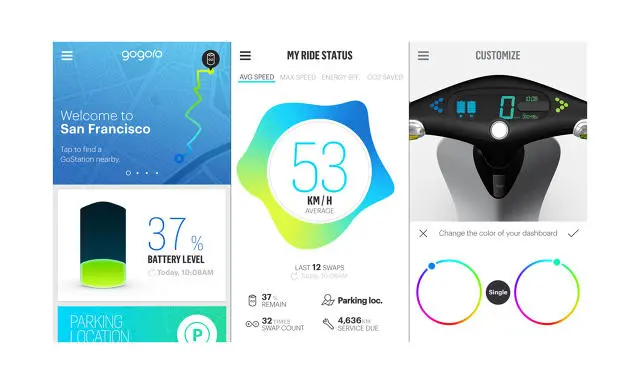 gogoro
Welcome to
San Francisco
Tap to find a
GoStation nearby.
37 %
BATTERY LEVEL
Today, 10:08AM
PARKING
LOCATION
P
MY RIDE STATUS
AVG SPEED MAX SPEED ENERGY EFF. CO2 SAVED
53
KM / H
AVERAGE
LAST 12 SWAPS
Today, 10:08AM
37 %
REMAIN
Parking loc.
32 TIMES
SWAP COUNT
4,636 KM
SERVICE DUE
CUSTOMIZE
0
Change the color of your dashboard
Single